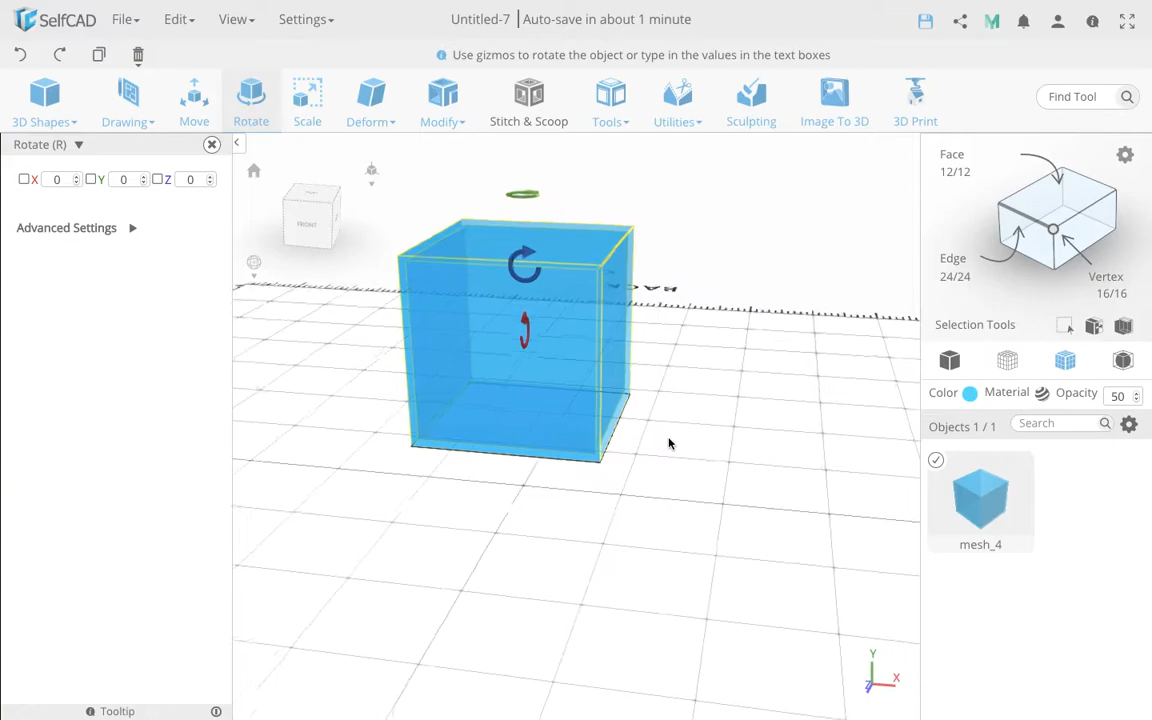 SelfCAD File Edit View Settings Untitled-7 Auto-save in about 1 minute
Use gizmos to rotate the object or type in the values in the text boxes
3D Shapes Drawing Move Rotate Scale Deform Modify Stitch & Scoop Tools Utilities Sculpting Image To 3D 3D Print Find Tool
Rotate (R)
X 0 Y 0 Z 0
Advanced Settings
FRONT
Face
12/12
Edge
24/24
Vertex
16/16
Selection Tools
Color Material Opacity 50
Objects 1 / 1 Search
mesh_4
Y
X
Z
Tooltip